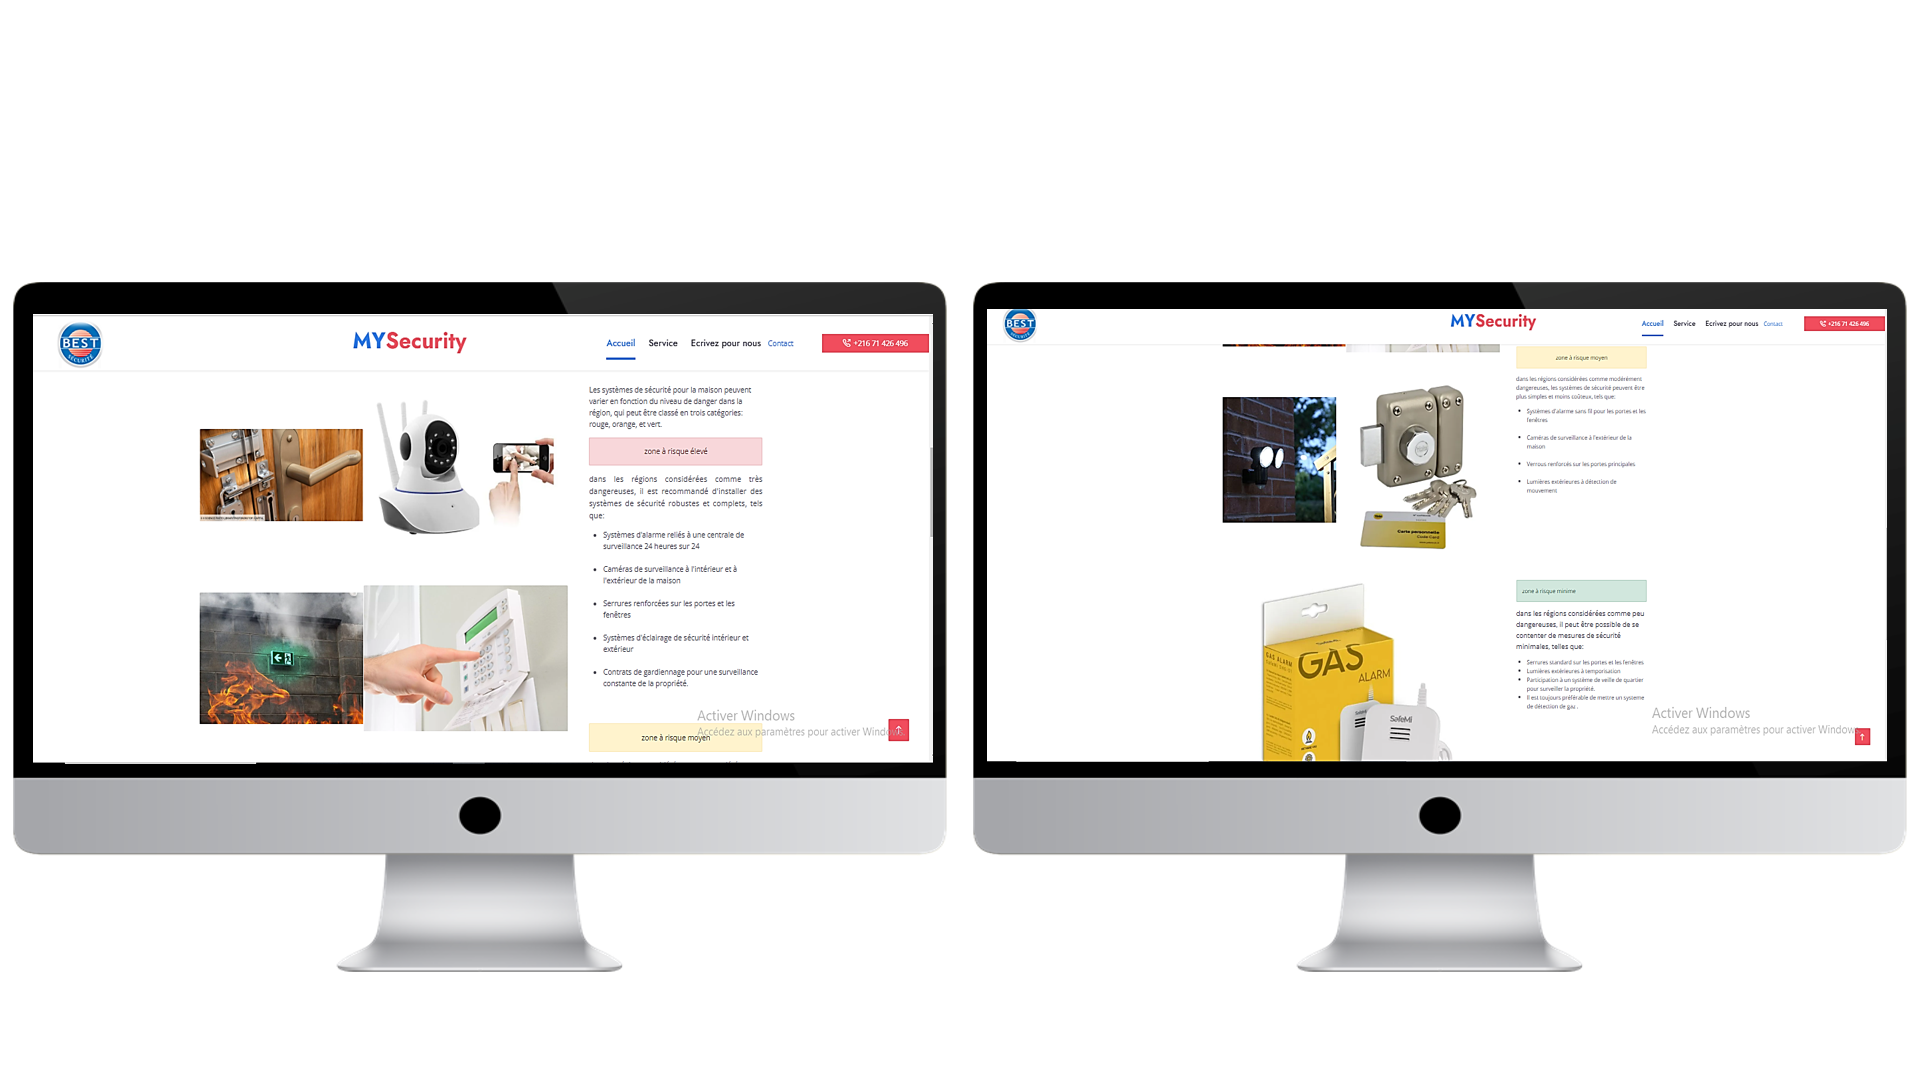 BEST
SÉCURITÉ
MYSecurity
Accueil
Service
Ecrivez pour nous
Contact
+216 71 426 496
Les systèmes de sécurité pour la maison peuvent
varier en fonction du niveau de danger dans la
région, qui peut être classé en trois catégories:
rouge, orange, et vert.
zone à risque élevé
dans les régions considérées comme très
dangereuses, il est recommandé d'installer des
systèmes de sécurité robustes et complets, tels
que:
Systèmes d'alarme reliés à une centrale de
surveillance 24 heures sur 24
Caméras de surveillance à l'intérieur et à
l'extérieur de la maison
Serrures renforcées sur les portes et les
fenêtres
Systèmes d'éclairage de sécurité intérieur et
extérieur
Contrats de gardiennage pour une surveillance
constante de la propriété.
zone à risque moyen
Activer Windows
Accédez aux paramètres pour activer Windows.
BEST
MYSecurity
Accueil
Service
Ecrivez pour nous
Contact
+216 71 426 496
zone à risque moyen
dans les régions considérées comme modérément
dangereuses, les systèmes de sécurité peuvent être
plus simples et moins coûteux, tels que:
Systèmes d'alarme sans fil pour les portes et les
fenêtres
Caméras de surveillance à l'extérieur de la
maison
Verrous renforcés sur les portes principales
Lumières extérieures à détection de
mouvement
Carte personnelle
Code Card
zone à risque minime
dans les régions considérées comme peu
dangereuses, il peut être possible de se
contenter de mesures de sécurité
minimales, telles que:
Serrures standard sur les portes et les fenêtres
Lumières extérieures à temporisation
Participation à un système de veille de quartier
pour surveiller la propriété.
Il est toujours préférable de mettre un systeme
de détection de gaz .
SafeMi
GAS ALARM
GAS
ALARM
SafeMi
Activer Windows
Accédez aux paramètres pour activer Windows.